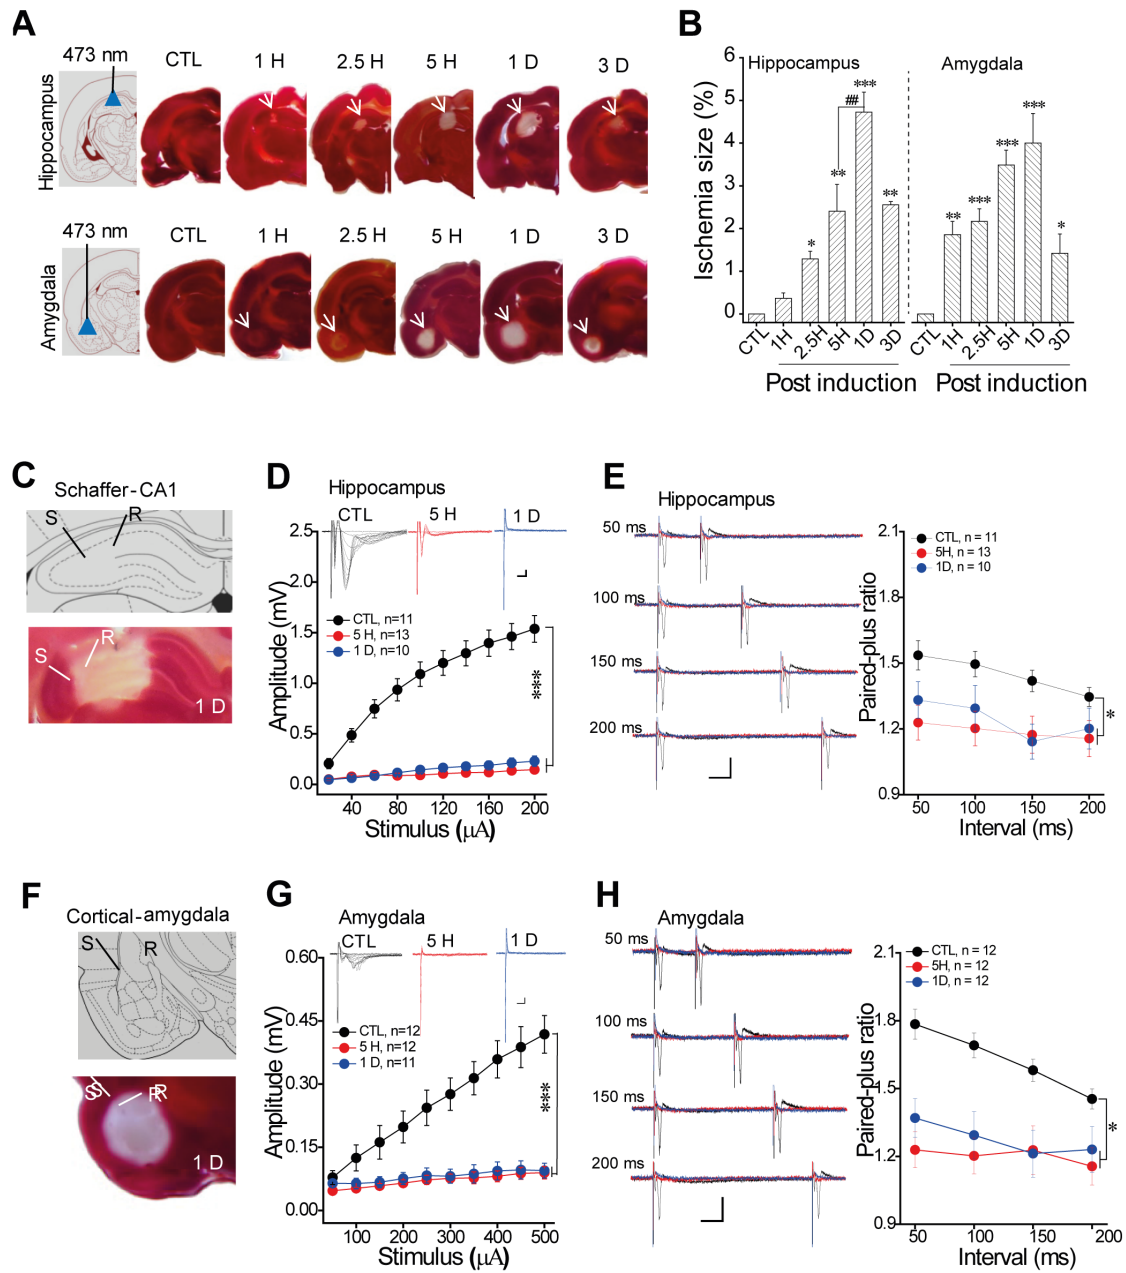 A
473 nm
CTL
1 H
2.5 H
5 H
1 D
3 D
Hippocampus
473 nm
CTL
1 H
2.5 H
5 H
1 D
3 D
Amygdala
B
Hippocampus
Amygdala
Ischemia size (%)
6
5
4
3
2
1
0
*
**
##
***
**
**
***
***
***
*
CTL
1H
2.5H
5H
1D
3D
CTL
1H
2.5H
5H
1D
3D
Post induction
Post induction
C
Schaffer-CA1
S
R
S
R
1 D
D
Hippocampus
CTL
5 H
1 D
Amplitude (mV)
2.5
2.0
1.5
1.0
0.5
0.0
CTL, n=11
5 H, n=13
1 D, n=10
***
40
80
120
160
200
Stimulus (µA)
E
Hippocampus
50 ms
100 ms
150 ms
200 ms
Paired-plus ratio
2.1
1.8
1.5
1.2
0.9
CTL, n = 11
5H, n = 13
1D, n = 10
*
50
100
150
200
Interval (ms)
F
Cortical-amygdala
S
R
S
S
R
R
1 D
G
Amygdala
CTL
5 H
1 D
Amplitude (mV)
0.60
0.45
0.30
0.15
0.00
CTL, n=12
5 H, n=12
1 D, n=11
***
100
200
300
400
500
Stimulus (µA)
H
Amygdala
50 ms
100 ms
150 ms
200 ms
Paired-plus ratio
2.1
1.8
1.5
1.2
0.9
CTL, n = 12
5H, n = 12
1D, n = 12
*
50
100
150
200
Interval (ms)